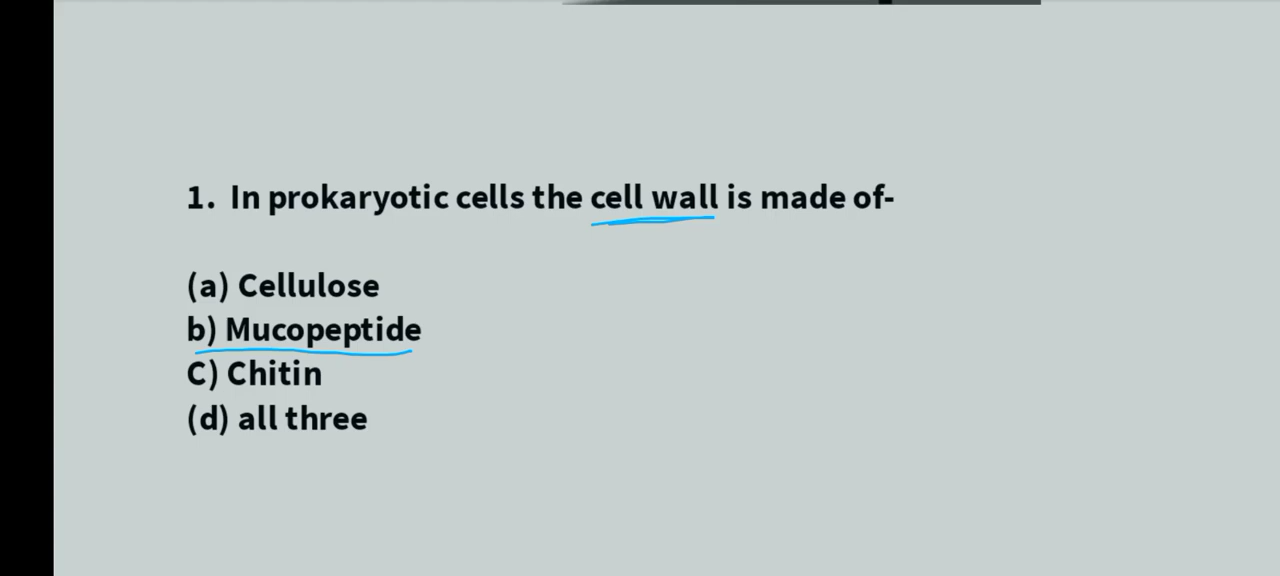 1. In prokaryotic cells the cell wall is made of-
(a) Cellulose
b) Mucopeptide
C) Chitin
(d) all three